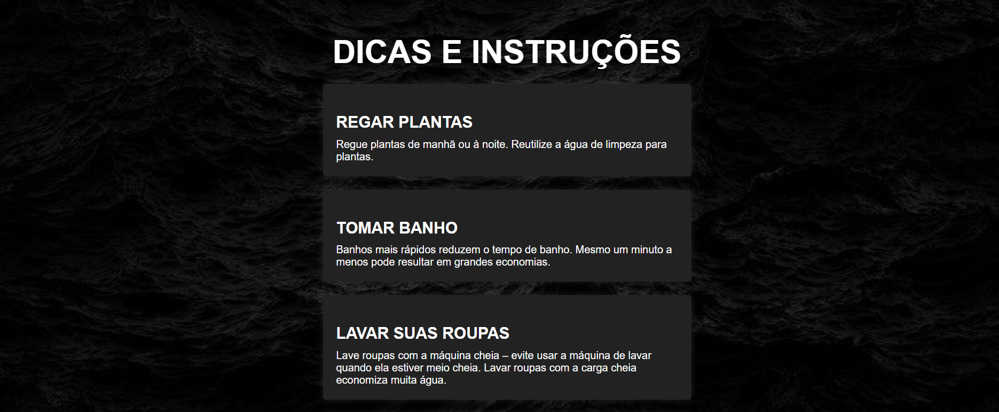 DICAS E INSTRUÇÕES
REGAR PLANTAS
Regue plantas de manhã ou à noite. Reutilize a água de limpeza para
plantas.
TOMAR BANHO
Banhos mais rápidos reduzem o tempo de banho. Mesmo um minuto a
menos pode resultar em grandes economias.
LAVAR SUAS ROUPAS
Lave roupas com a máquina cheia – evite usar a máquina de lavar
quando ela estiver meio cheia. Lavar roupas com a carga cheia
economiza muita água.